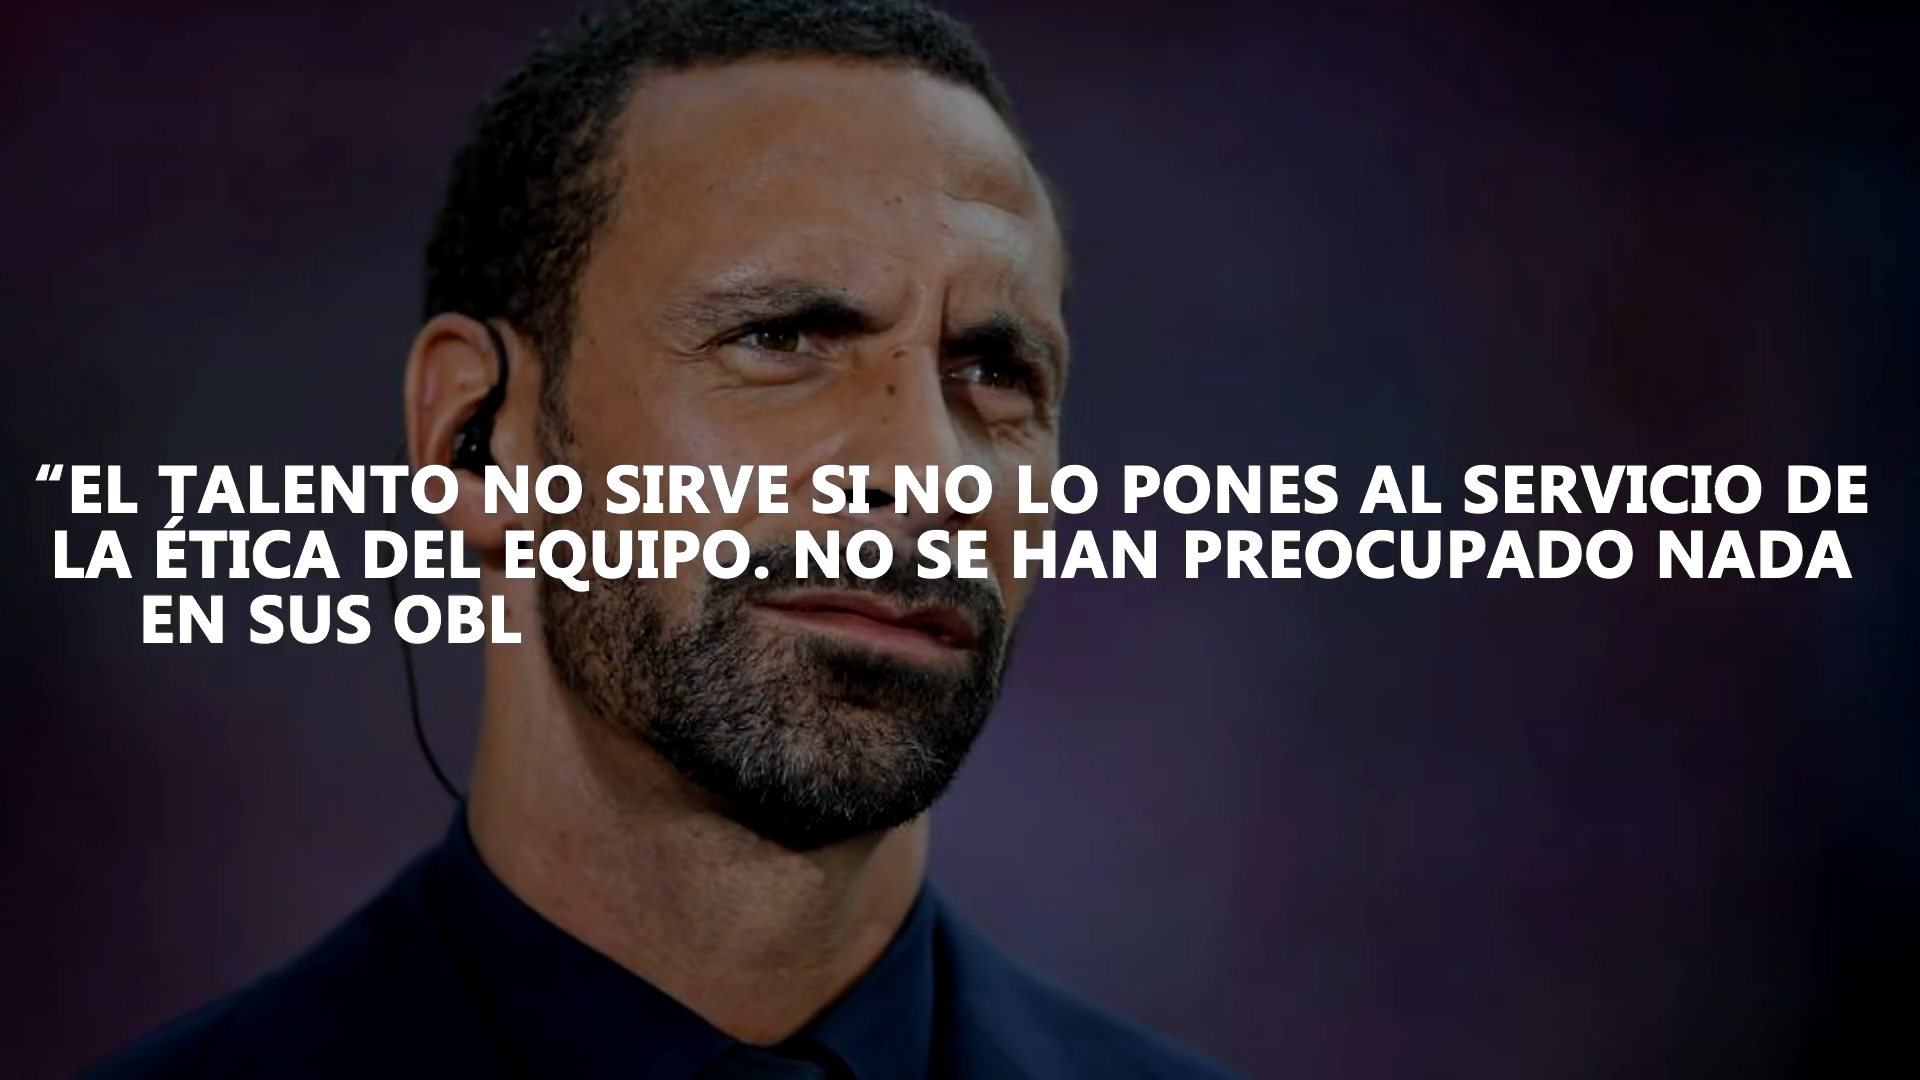 “EL TALENTO NO SIRVE SI NO LO PONES AL SERVICIO DE
LA ÉTICA DEL EQUIPO. NO SE HAN PREOCUPADO NADA
EN SUS OBL